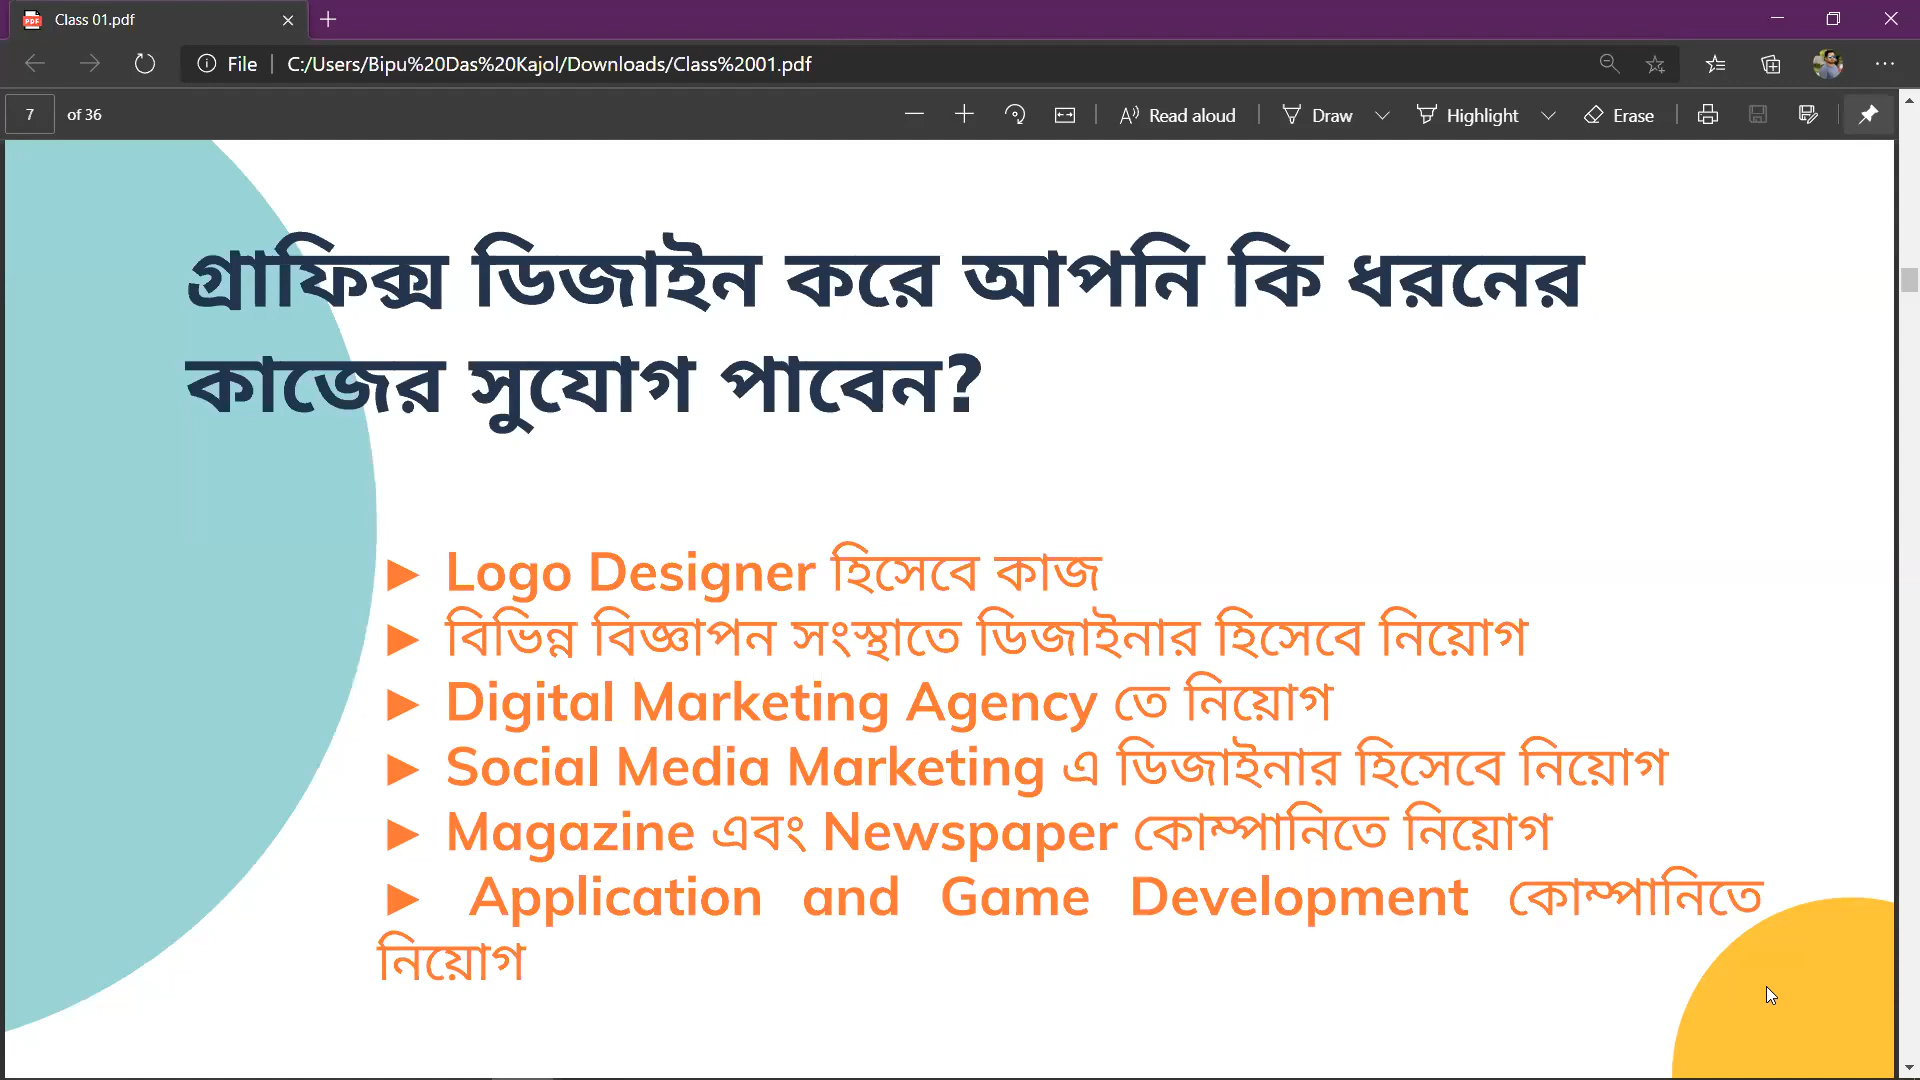 Class 01.pdf
File | C:/Users/Bipu%20Das%20Kajol/Downloads/Class%2001.pdf
7 of 36 Read aloud Draw Highlight Erase
গ্রাফিক্স ডিজাইন করে আপনি কি ধরনের
কাজের সুযোগ পাবেন?
► Logo Designer হিসেবে কাজ
► বিভিন্ন বিজ্ঞাপন সংস্থাতে ডিজাইনার হিসেবে নিয়োগ
► Digital Marketing Agency তে নিয়োগ
► Social Media Marketing এ ডিজাইনার হিসেবে নিয়োগ
► Magazine এবং Newspaper কোম্পানিতে নিয়োগ
► Application and Game Development কোম্পানিতে
নিয়োগ